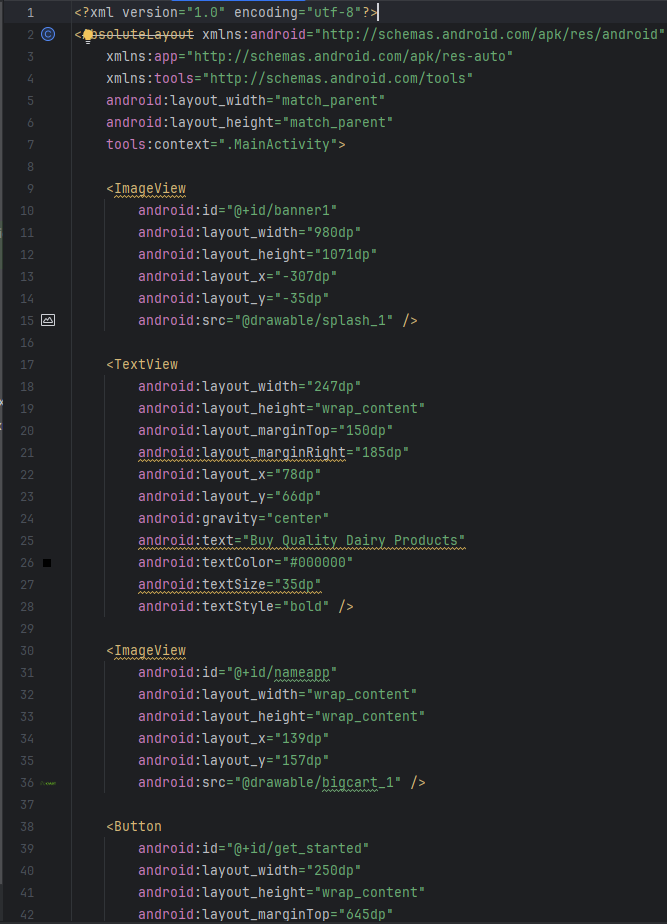 1 <?xml version="1.0" encoding="utf-8"?>
2 <AbsoluteLayout xmlns:android="http://schemas.android.com/apk/res/android"
3 xmlns:app="http://schemas.android.com/apk/res-auto"
4 xmlns:tools="http://schemas.android.com/tools"
5 android:layout_width="match_parent"
6 android:layout_height="match_parent"
7 tools:context=".MainActivity">
8
9 <ImageView
10 android:id="@+id/banner1"
11 android:layout_width="980dp"
12 android:layout_height="1071dp"
13 android:layout_x="-307dp"
14 android:layout_y="-35dp"
15 android:src="@drawable/splash_1" />
16
17 <TextView
18 android:layout_width="247dp"
19 android:layout_height="wrap_content"
20 android:layout_marginTop="150dp"
21 android:layout_marginRight="185dp"
22 android:layout_x="78dp"
23 android:layout_y="66dp"
24 android:gravity="center"
25 android:text="Buy Quality Dairy Products"
26 android:textColor="#000000"
27 android:textSize="35dp"
28 android:textStyle="bold" />
29
30 <ImageView
31 android:id="@+id/nameapp"
32 android:layout_width="wrap_content"
33 android:layout_height="wrap_content"
34 android:layout_x="139dp"
35 android:layout_y="157dp"
36 android:src="@drawable/bigcart_1" />
37
38 <Button
39 android:id="@+id/get_started"
40 android:layout_width="250dp"
41 android:layout_height="wrap_content"
42 android:layout_marginTop="645dp"